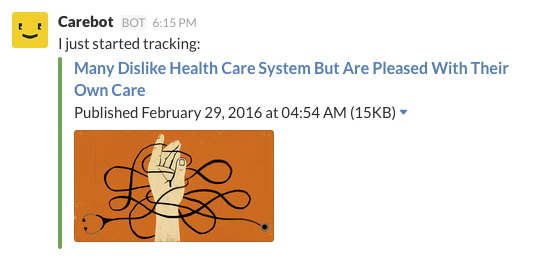 Carebot BOT 6:15 PM
I just started tracking:
Many Dislike Health Care System But Are Pleased With Their
Own Care
Published February 29, 2016 at 04:54 AM (15KB)